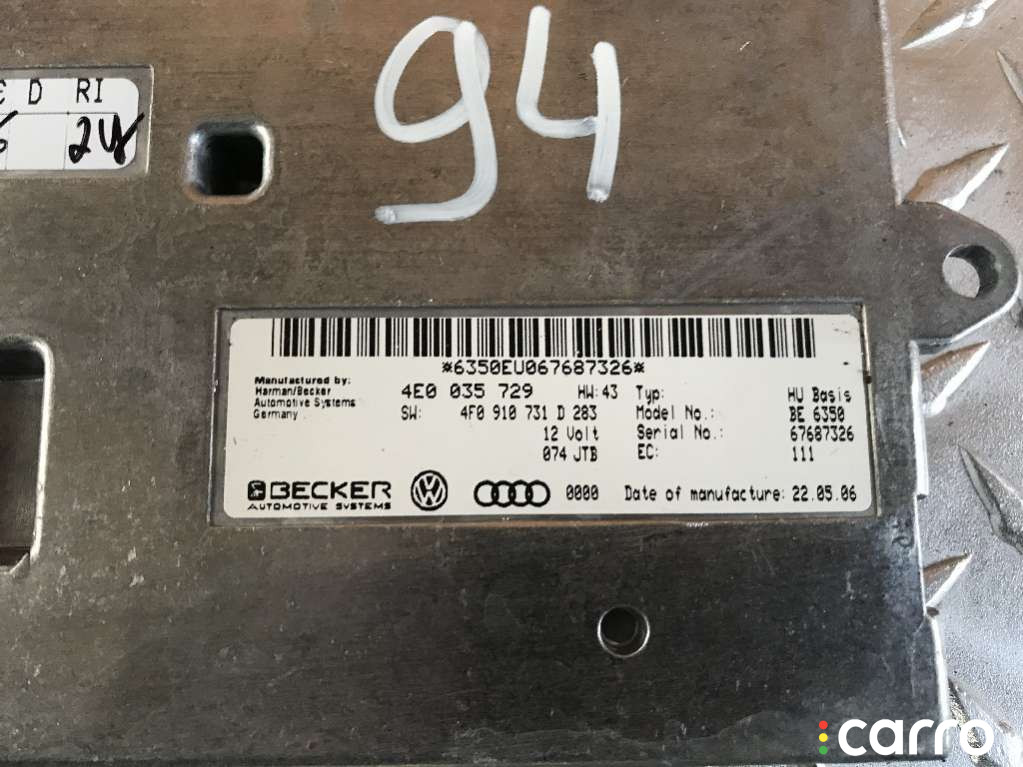 94
D RI
24
*6350EU067687326*
Manufactured by:
Harman/Becker
Automotive Systems
Germany
4E0 035 729 HW:43
SW: 4F0 910 731 D 283
12 Volt
074 JTB
Typ: HU Basis
Model No.: BE 6350
Serial No.: 67687326
EC: 111
BECKER
AUTOMOTIVE SYSTEMS
0000 Date of manufacture: 22.05.06
carro